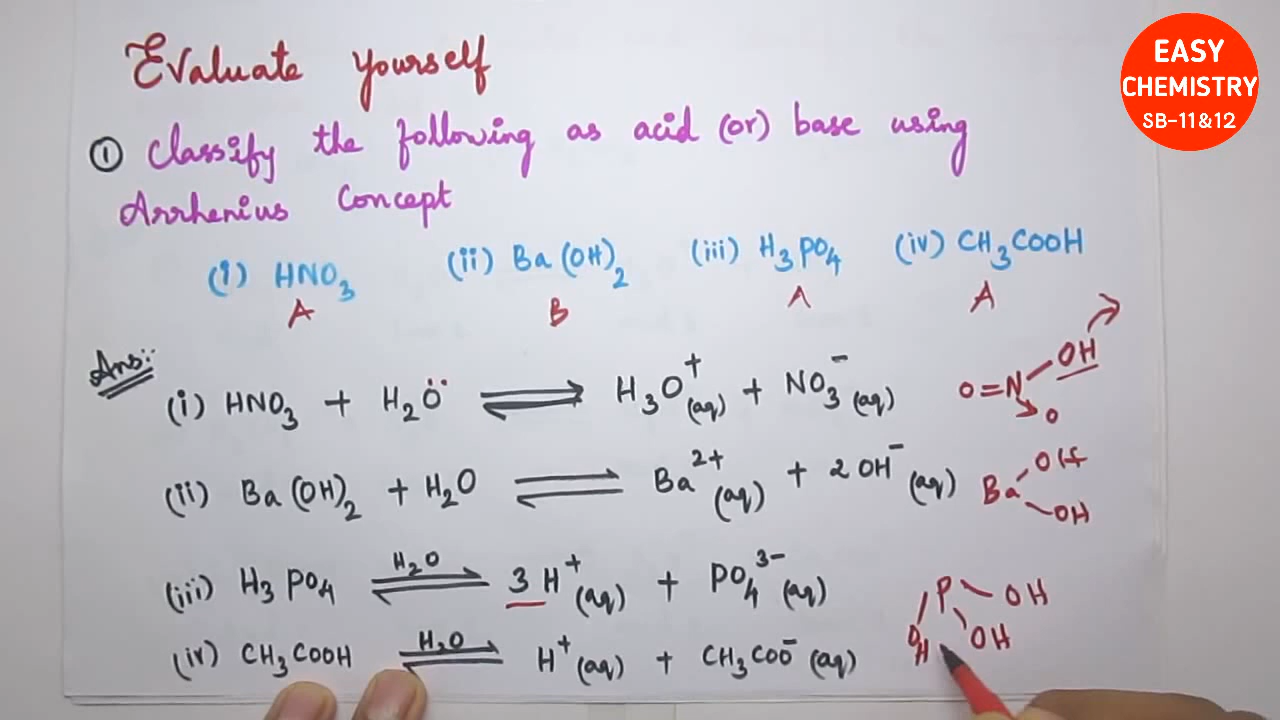 EASY
CHEMISTRY
SB-11&12
Evaluate yourself
① Classify the following as acid (or) base using
Arrhenius Concept
(i) HNO₃ (ii) Ba(OH)₂ (iii) H₃PO₄ (iv) CH₃COOH
A B A A
Ans:-
(i) HNO₃ + H₂Ö ⇌ H₃O⁺(aq) + NO₃⁻(aq)
O=N OH
O
(ii) Ba(OH)₂ + H₂O ⇌ Ba²⁺(aq) + 2OH⁻(aq)
Ba OH
OH
H₂O
(iii) H₃PO₄ ⇌ 3H⁺(aq) + PO₄³⁻(aq)
P OH
OH OH
H₂O
(iv) CH₃COOH ⇌ H⁺(aq) + CH₃COO⁻(aq)